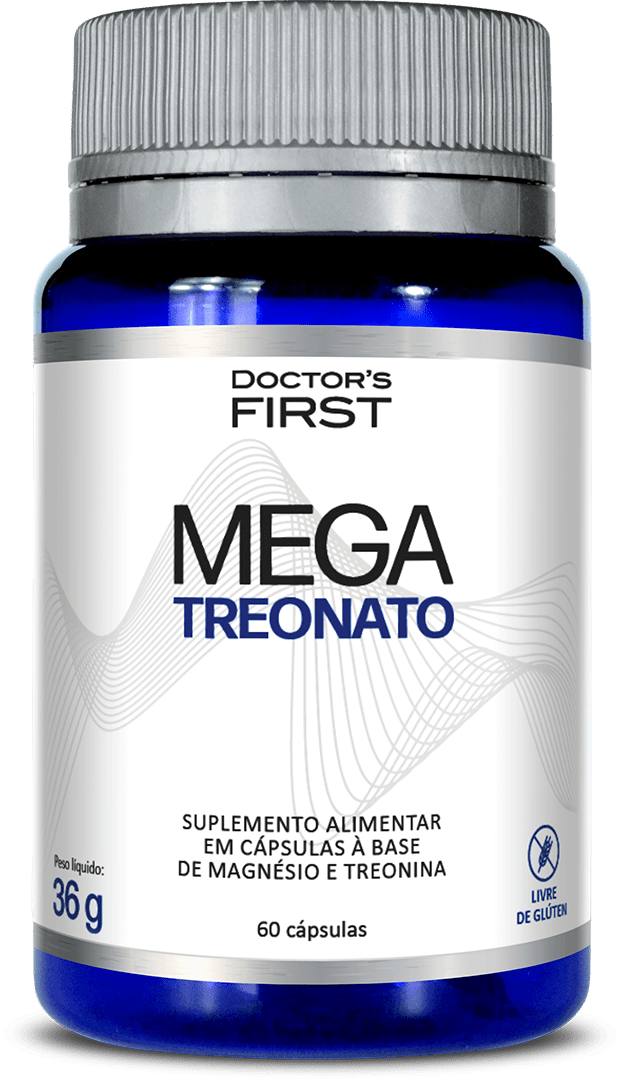 DOCTOR'S
FIRST
MEGA
TREONATO
SUPLEMENTO ALIMENTAR
EM CÁPSULAS À BASE
DE MAGNÉSIO E TREONINA
Peso líquido:
36 g
60 cápsulas
LIVRE
DE GLÚTEN